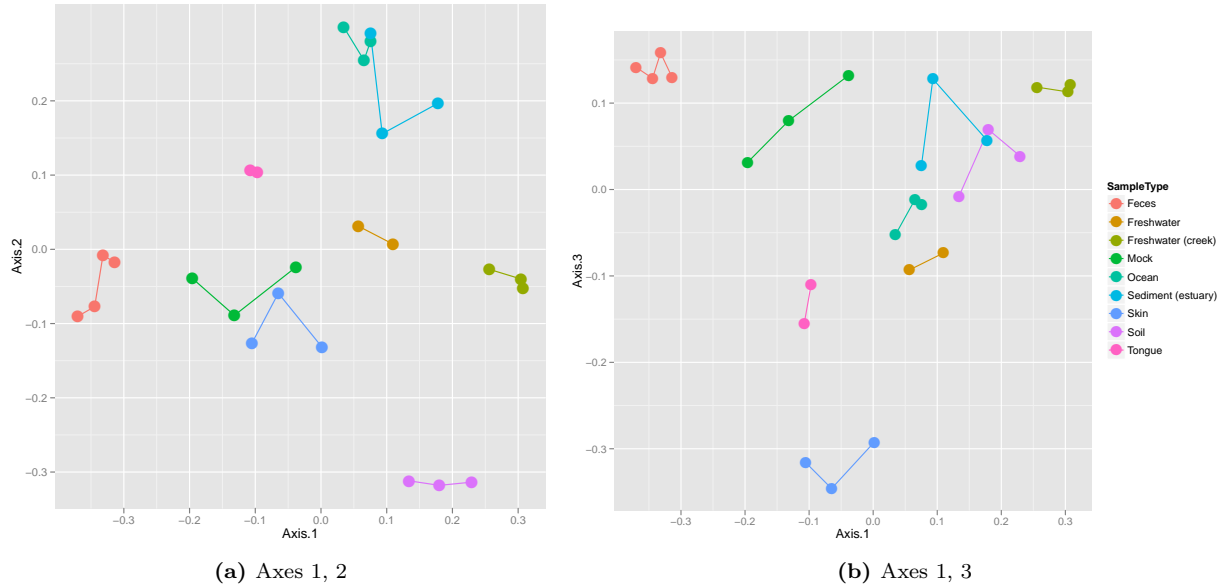 0.2
0.1
0.0
−0.1
−0.2
−0.3
Axis.2
−0.3
−0.2
−0.1
0.0
0.1
0.2
0.3
Axis.1
(a) Axes 1, 2
0.1
0.0
−0.1
−0.2
−0.3
Axis.3
−0.3
−0.2
−0.1
0.0
0.1
0.2
0.3
Axis.1
(b) Axes 1, 3
SampleType
Feces
Freshwater
Freshwater (creek)
Mock
Ocean
Sediment (estuary)
Skin
Soil
Tongue